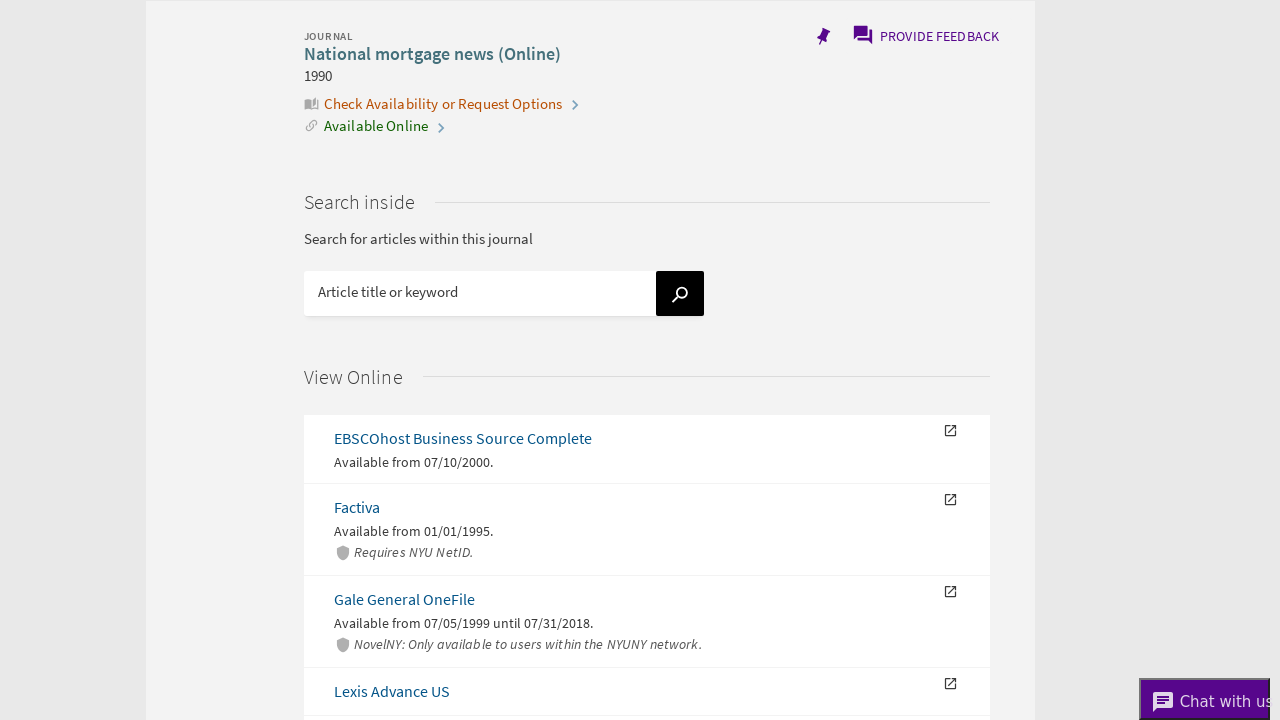 JOURNAL
National mortgage news (Online)
1990
Check Availability or Request Options
Available Online
PROVIDE FEEDBACK
Search inside
Search for articles within this journal
Article title or keyword
View Online
EBSCOhost Business Source Complete
Available from 07/10/2000.
Factiva
Available from 01/01/1995.
Requires NYU NetID.
Gale General OneFile
Available from 07/05/1999 until 07/31/2018.
NovelNY: Only available to users within the NYUNY network.
Lexis Advance US
Chat with us